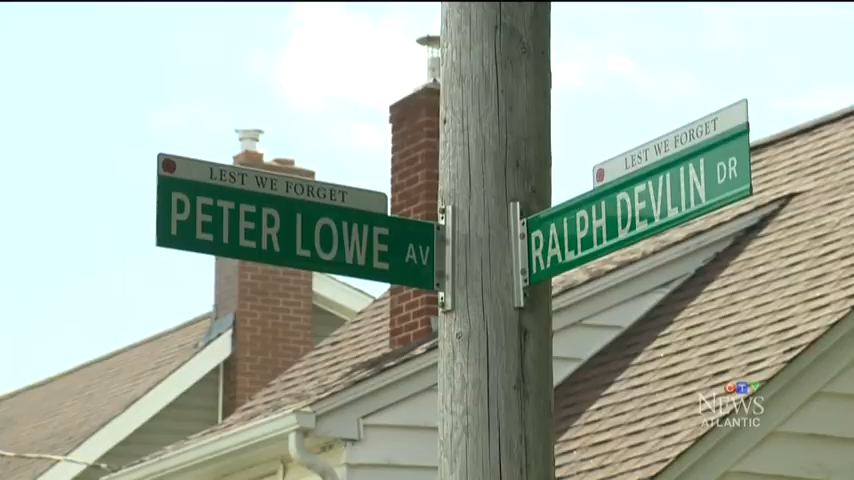 LEST WE FORGET
PETER LOWE AV
LEST WE FORGET
RALPH DEVLIN DR
CTV
NEWS
ATLANTIC